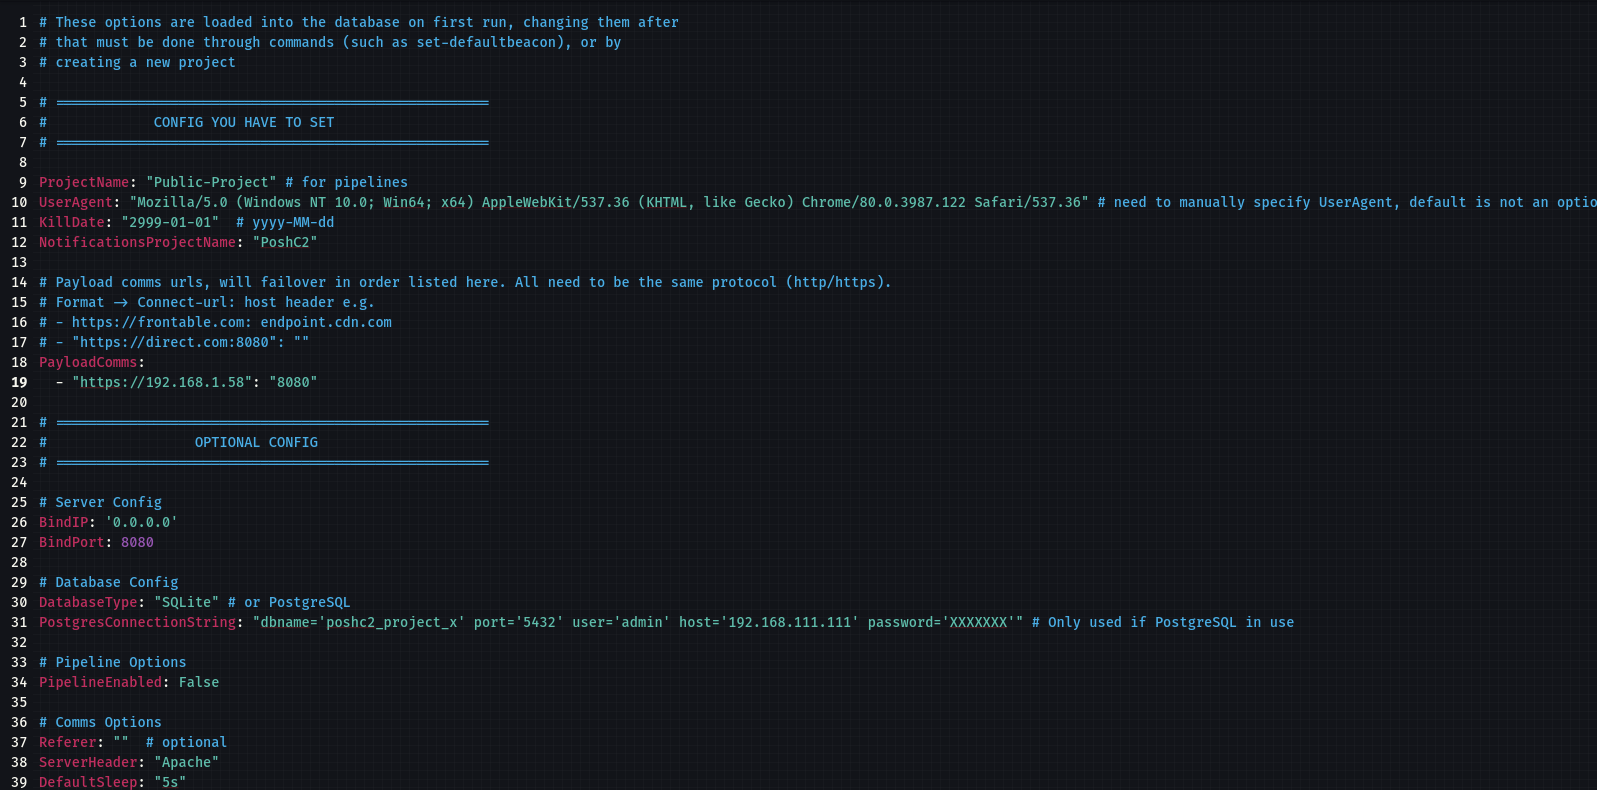 1 # These options are loaded into the database on first run, changing them after
2 # that must be done through commands (such as set-defaultbeacon), or by
3 # creating a new project
4
5 # =====================================================
6 #             CONFIG YOU HAVE TO SET
7 # =====================================================
8
9 ProjectName: "Public-Project" # for pipelines
10 UserAgent: "Mozilla/5.0 (Windows NT 10.0; Win64; x64) AppleWebKit/537.36 (KHTML, like Gecko) Chrome/80.0.3987.122 Safari/537.36" # need to manually specify UserAgent, default is not an optio
11 KillDate: "2999-01-01"  # yyyy-MM-dd
12 NotificationsProjectName: "PoshC2"
13
14 # Payload comms urls, will failover in order listed here. All need to be the same protocol (http/https).
15 # Format -> Connect-url: host header e.g.
16 # - https://frontable.com: endpoint.cdn.com
17 # - "https://direct.com:8080": ""
18 PayloadComms:
19   - "https://192.168.1.58": "8080"
20
21 # =====================================================
22 #                  OPTIONAL CONFIG
23 # =====================================================
24
25 # Server Config
26 BindIP: '0.0.0.0'
27 BindPort: 8080
28
29 # Database Config
30 DatabaseType: "SQLite" # or PostgreSQL
31 PostgresConnectionString: "dbname='poshc2_project_x' port='5432' user='admin' host='192.168.111.111' password='XXXXXXX'" # Only used if PostgreSQL in use
32
33 # Pipeline Options
34 PipelineEnabled: False
35
36 # Comms Options
37 Referer: ""  # optional
38 ServerHeader: "Apache"
39 DefaultSleep: "5s"